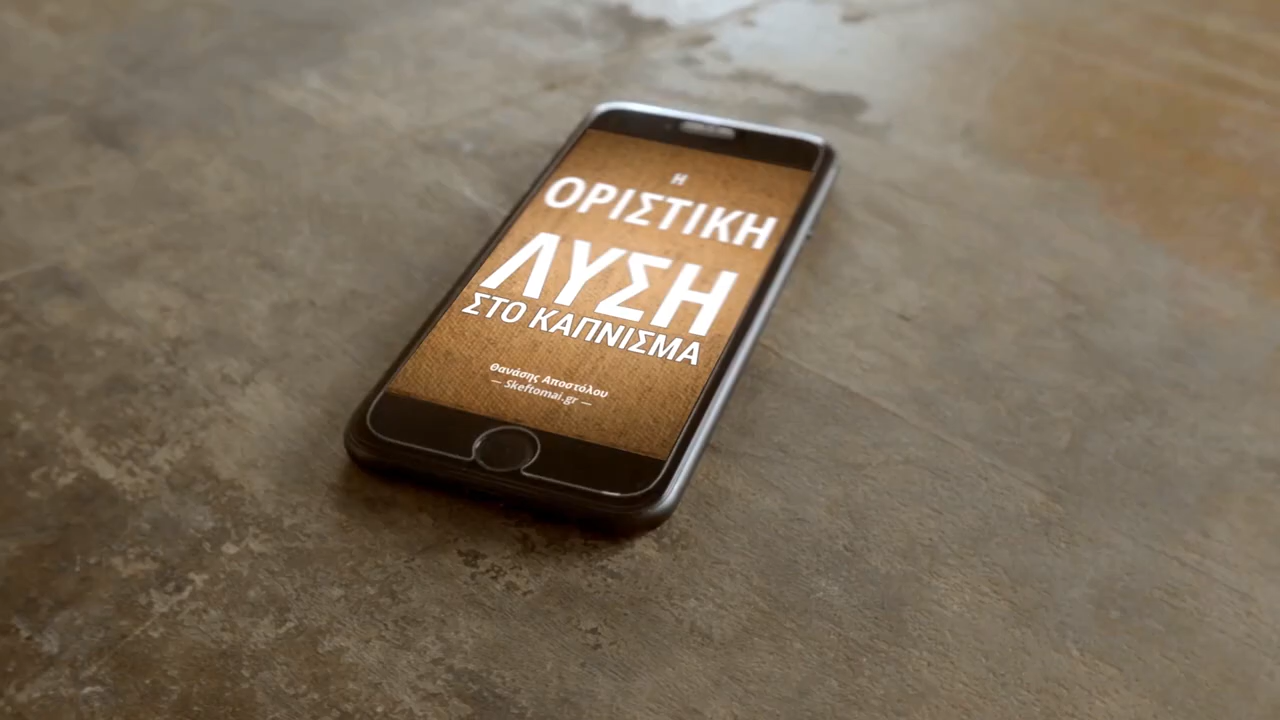 Η
ΟΡΙΣΤΙΚΗ
ΛΥΣΗ
ΣΤΟ ΚΑΠΝΙΣΜΑ
Θανάσης Αποστόλου
— Skeftomai.gr —